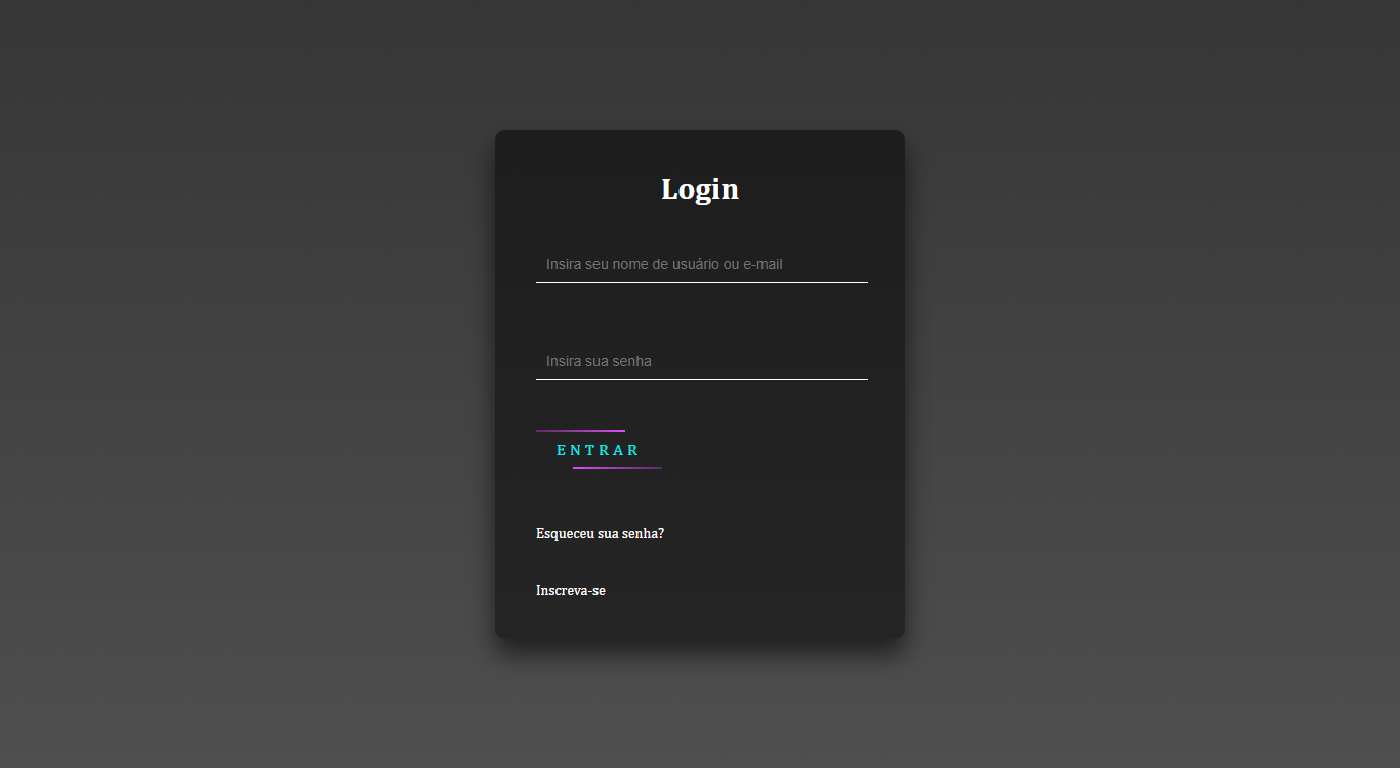 Login
Insira seu nome de usuário ou e-mail
Insira sua senha
ENTRAR
Esqueceu sua senha?
Inscreva-se